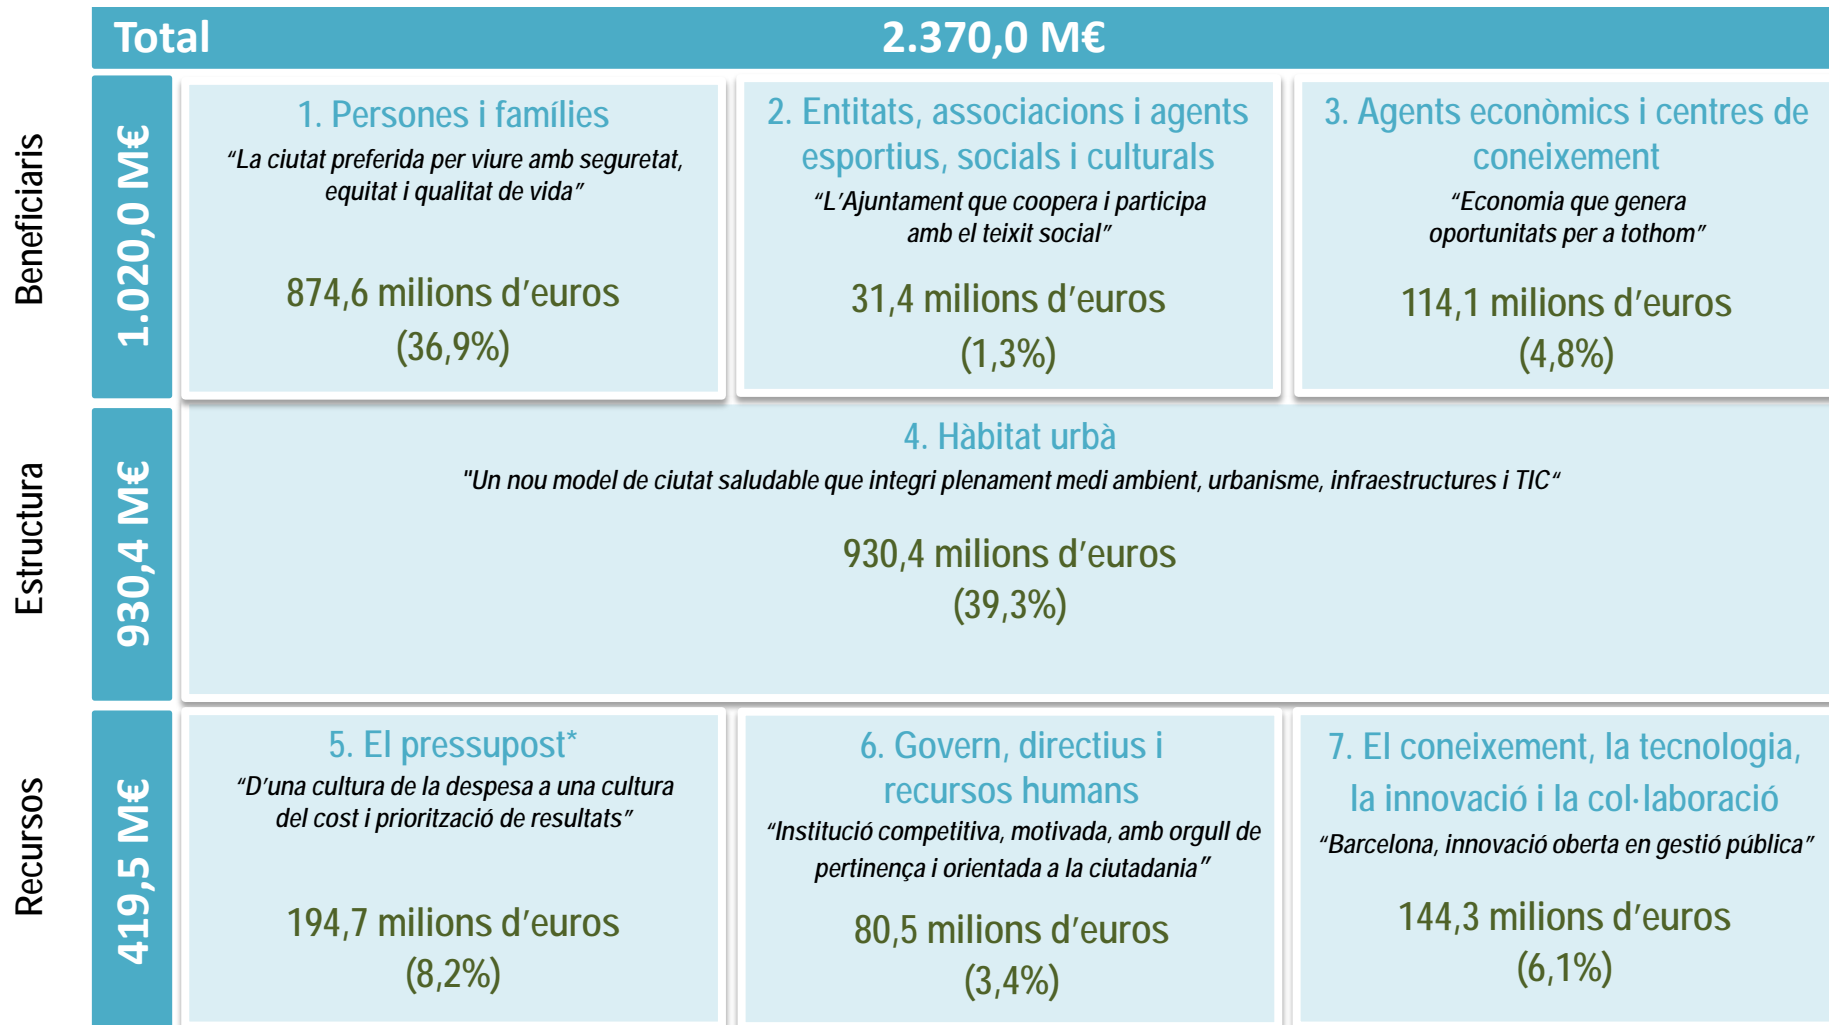 Total 2.370,0 M€
Beneficiaris
1.020,0 M€
1. Persones i famílies
“La ciutat preferida per viure amb seguretat,
equitat i qualitat de vida”
874,6 milions d’euros
(36,9%)
2. Entitats, associacions i agents
esportius, socials i culturals
“L’Ajuntament que coopera i participa
amb el teixit social”
31,4 milions d’euros
(1,3%)
3. Agents econòmics i centres de
coneixement
“Economia que genera
oportunitats per a tothom”
114,1 milions d’euros
(4,8%)
Estructura
930,4 M€
4. Hàbitat urbà
"Un nou model de ciutat saludable que integri plenament medi ambient, urbanisme, infraestructures i TIC“
930,4 milions d’euros
(39,3%)
Recursos
419,5 M€
5. El pressupost*
“D’una cultura de la despesa a una cultura
del cost i priorització de resultats”
194,7 milions d’euros
(8,2%)
6. Govern, directius i
recursos humans
“Institució competitiva, motivada, amb orgull de
pertinença i orientada a la ciutadania”
80,5 milions d’euros
(3,4%)
7. El coneixement, la tecnologia,
la innovació i la col·laboració
“Barcelona, innovació oberta en gestió pública”
144,3 milions d’euros
(6,1%)